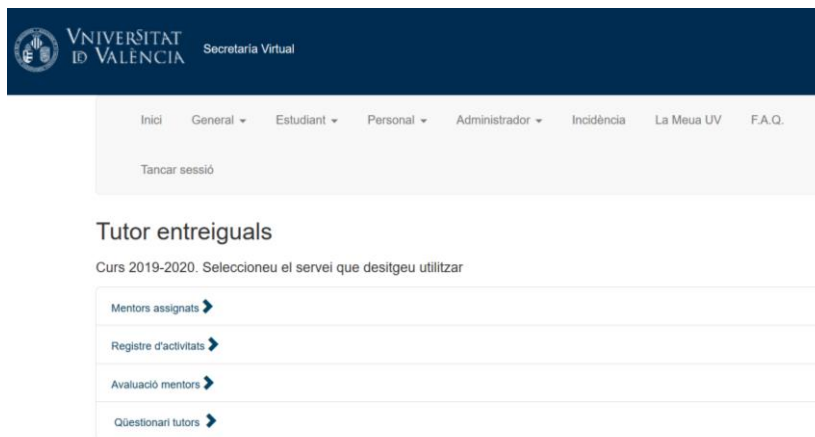 VNIVERSITAT
ID VALÈNCIA
Secretaría Virtual
Inici General Estudiant Personal Administrador Incidència La Meua UV F.A.Q.
Tancar sessió
Tutor entreiguals
Curs 2019-2020. Seleccioneu el servei que desitgeu utilitzar
Mentors assignats
Registre d'activitats
Avaluació mentors
Qüestionari tutors